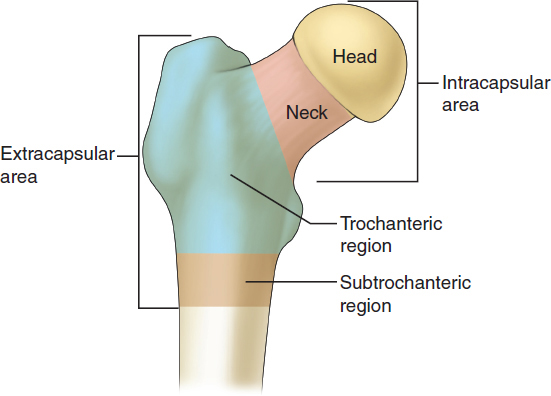 Head
Intracapsular
area
Neck
Extracapsular
area
Trochanteric
region
Subtrochanteric
region